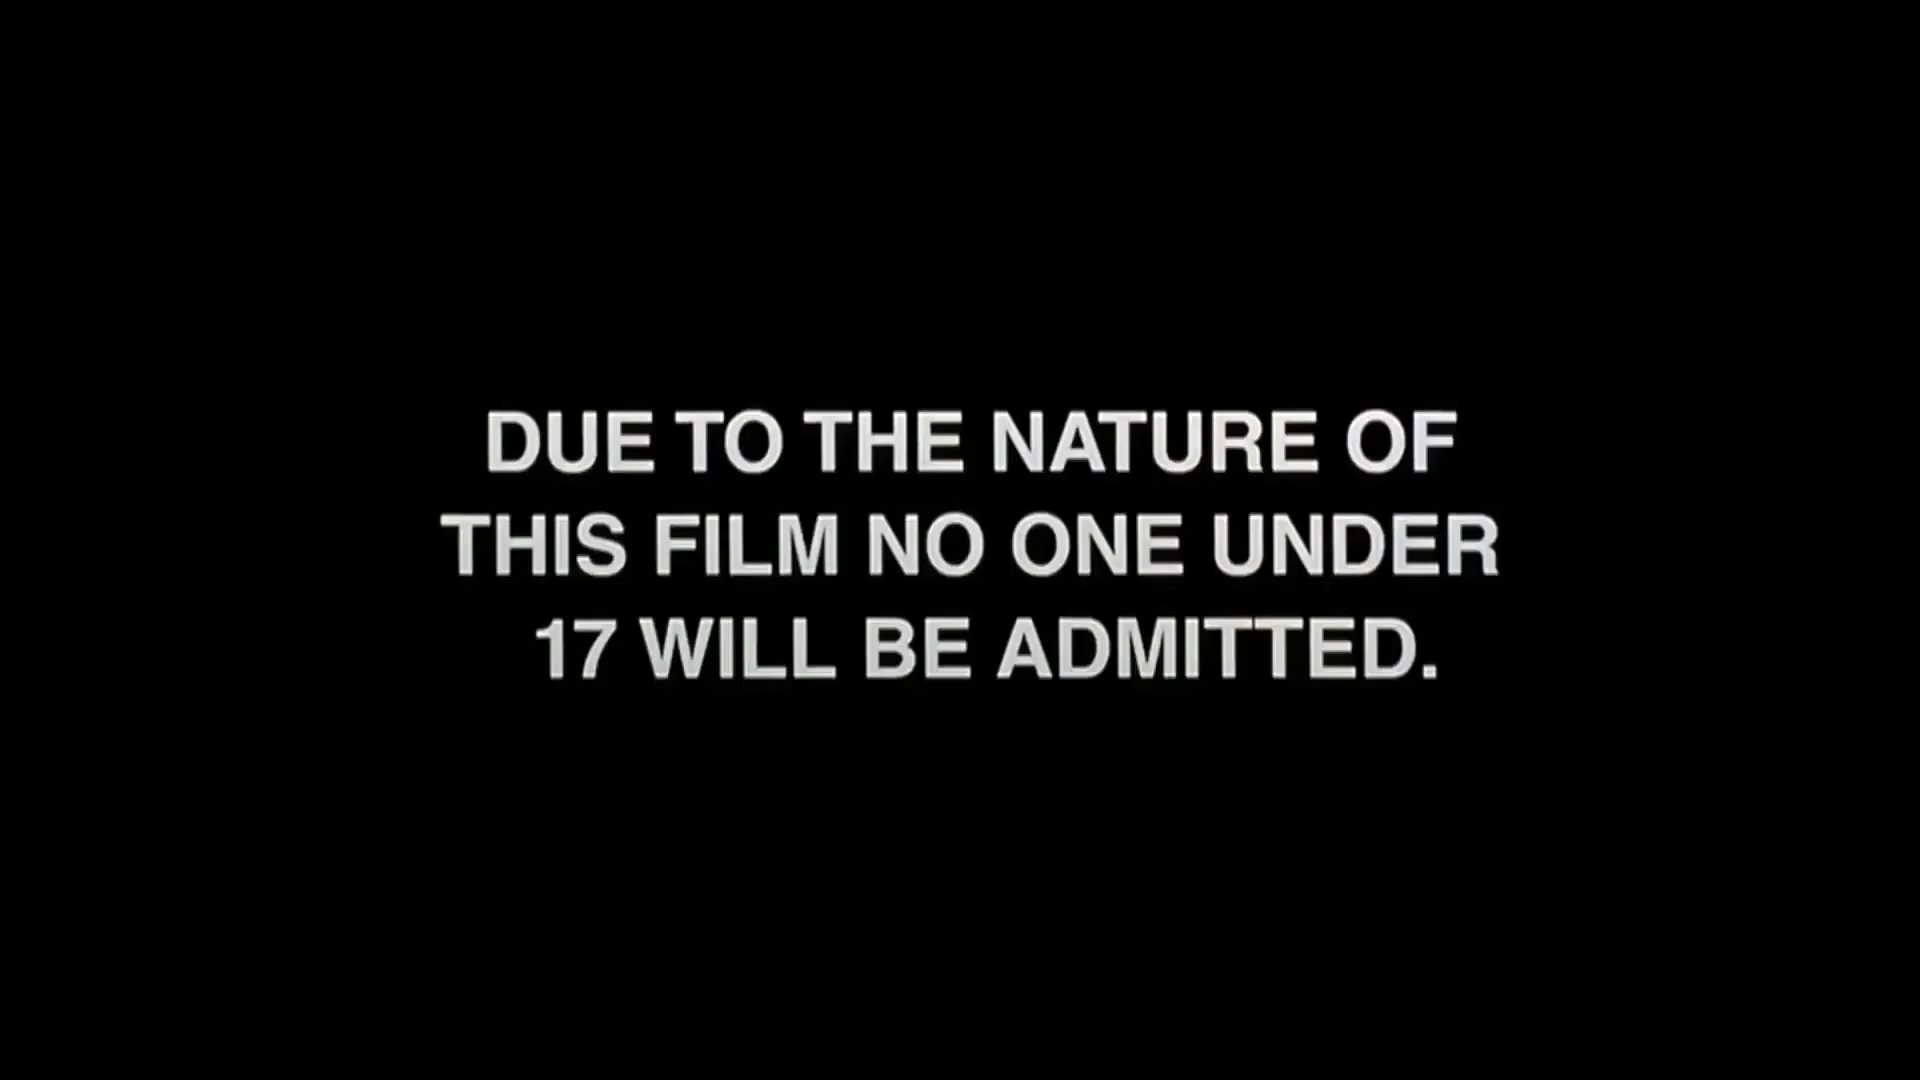 DUE TO THE NATURE OF
THIS FILM NO ONE UNDER
17 WILL BE ADMITTED.